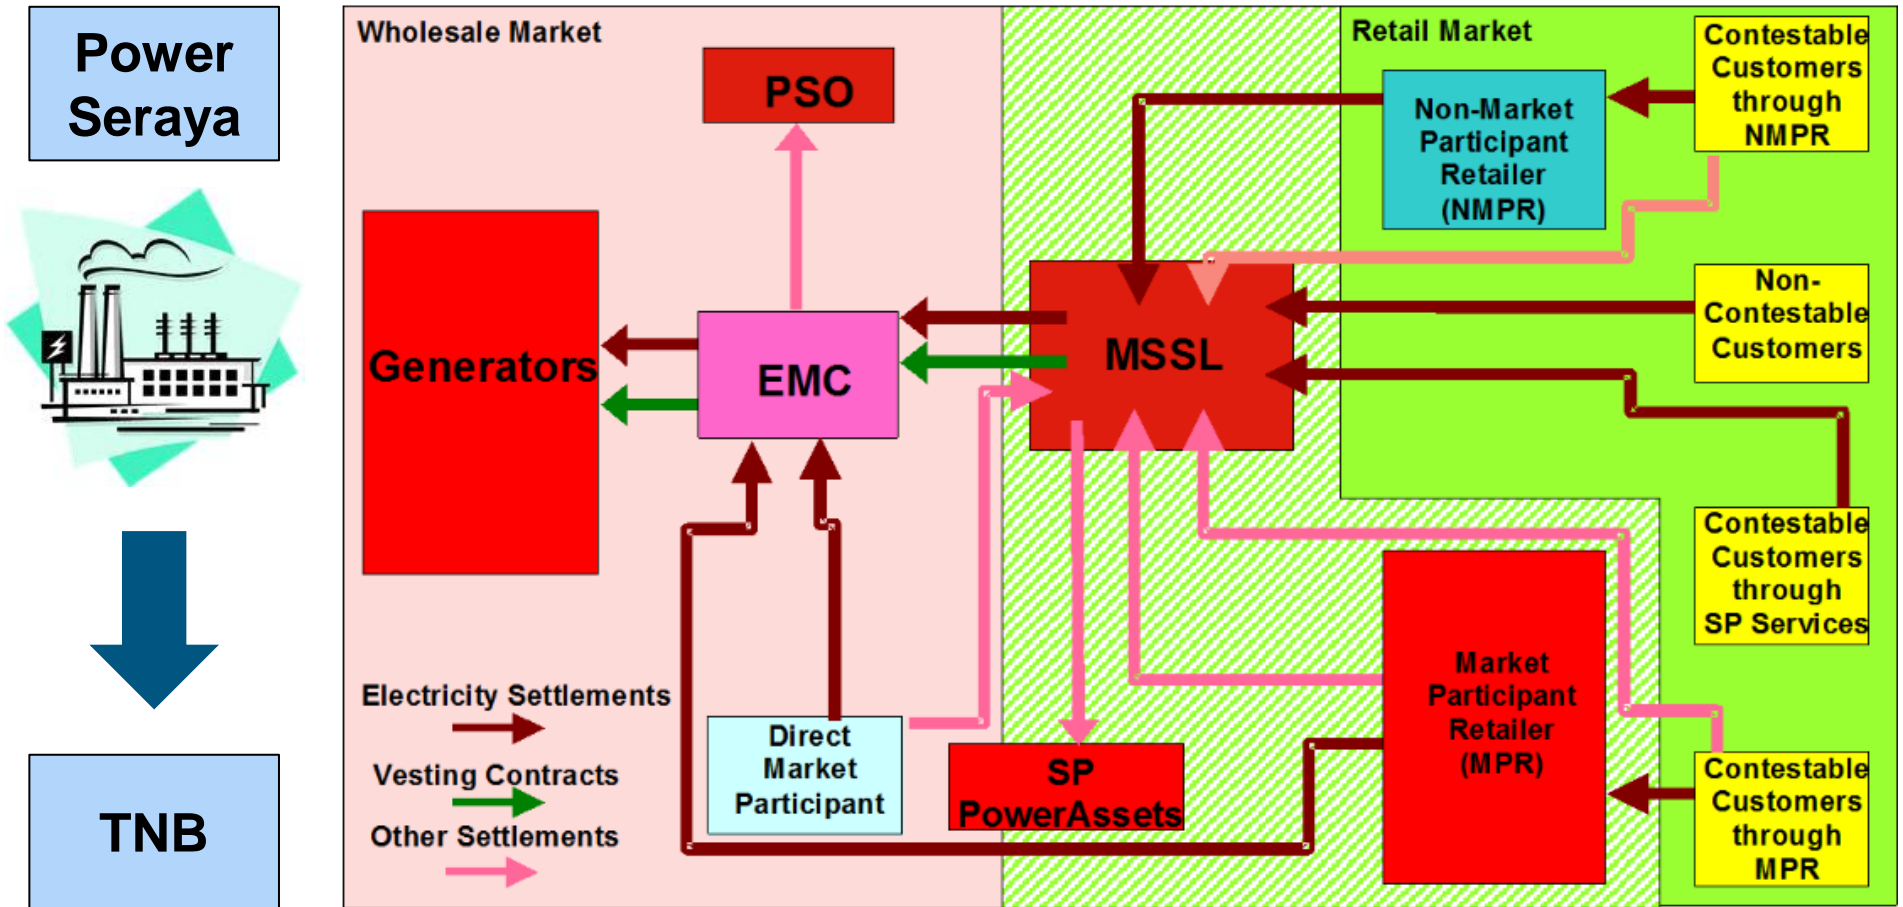 Power
Seraya
TNB
Wholesale Market
PSO
Generators
EMC
MSSL
Electricity Settlements
Vesting Contracts
Other Settlements
Direct
Market
Participant
SP
PowerAssets
Retail Market
Non-Market
Participant
Retailer
(NMPR)
Market
Participant
Retailer
(MPR)
Contestable
Customers
through
NMPR
Non-
Contestable
Customers
Contestable
Customers
through
SP Services
Contestable
Customers
through
MPR